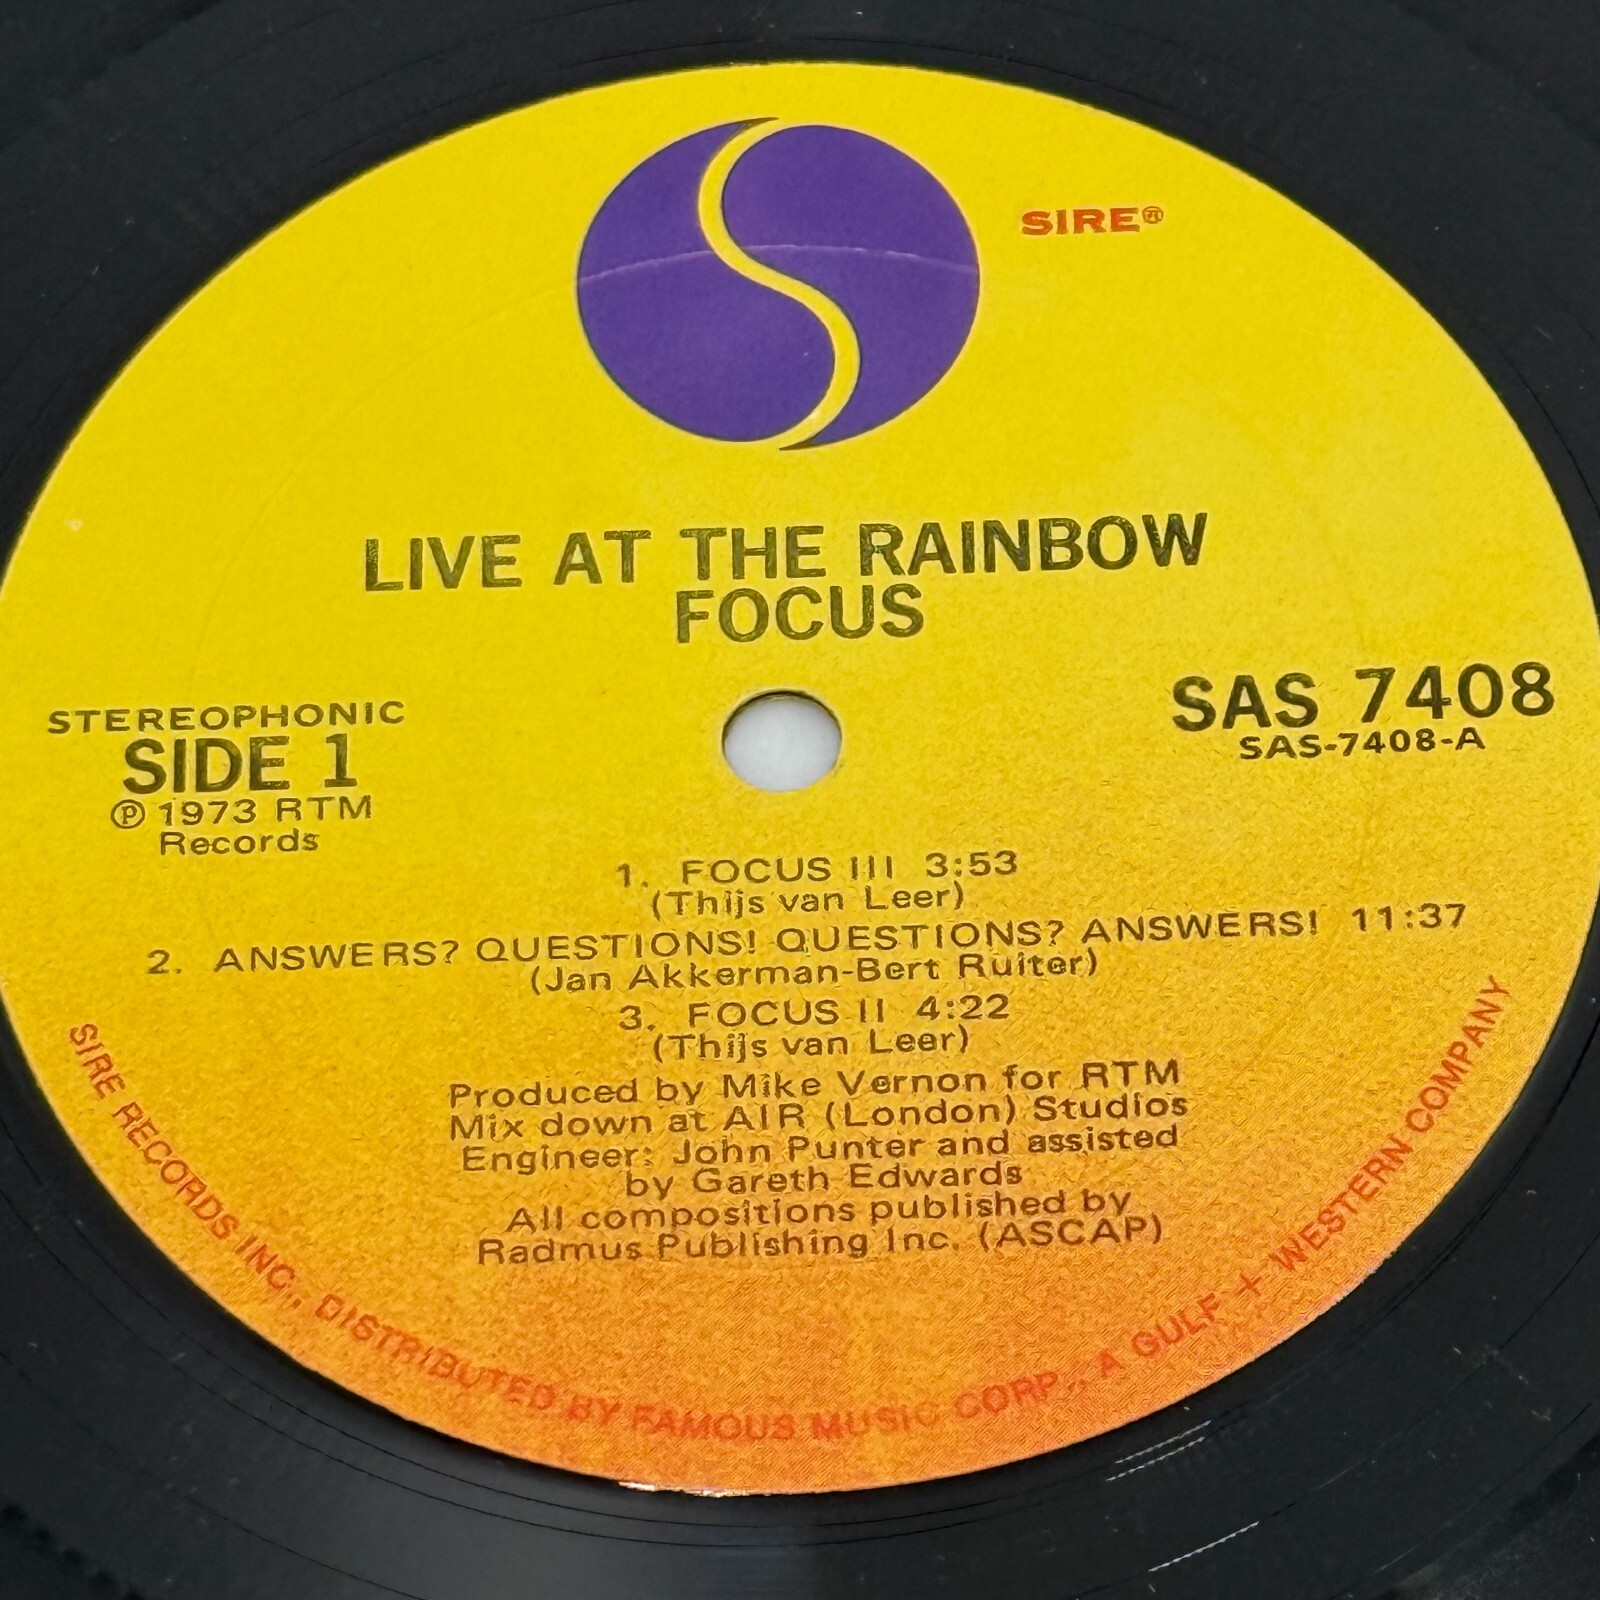 SIRE®
LIVE AT THE RAINBOW
FOCUS
STEREOPHONIC
SIDE 1
℗ 1973 RTM
Records
SAS 7408
SAS-7408-A
1. FOCUS III 3:53
(Thijs van Leer)
2. ANSWERS? QUESTIONS! QUESTIONS? ANSWERS! 11:37
(Jan Akkerman-Bert Ruiter)
3. FOCUS II 4:22
(Thijs van Leer)
Produced by Mike Vernon for RTM
Mix down at AIR (London) Studios
Engineer: John Punter and assisted
by Gareth Edwards
All compositions published by
Radmus Publishing Inc. (ASCAP)
SIRE RECORDS INC., DISTRIBUTED BY FAMOUS MUSIC CORP., A GULF + WESTERN COMPANY